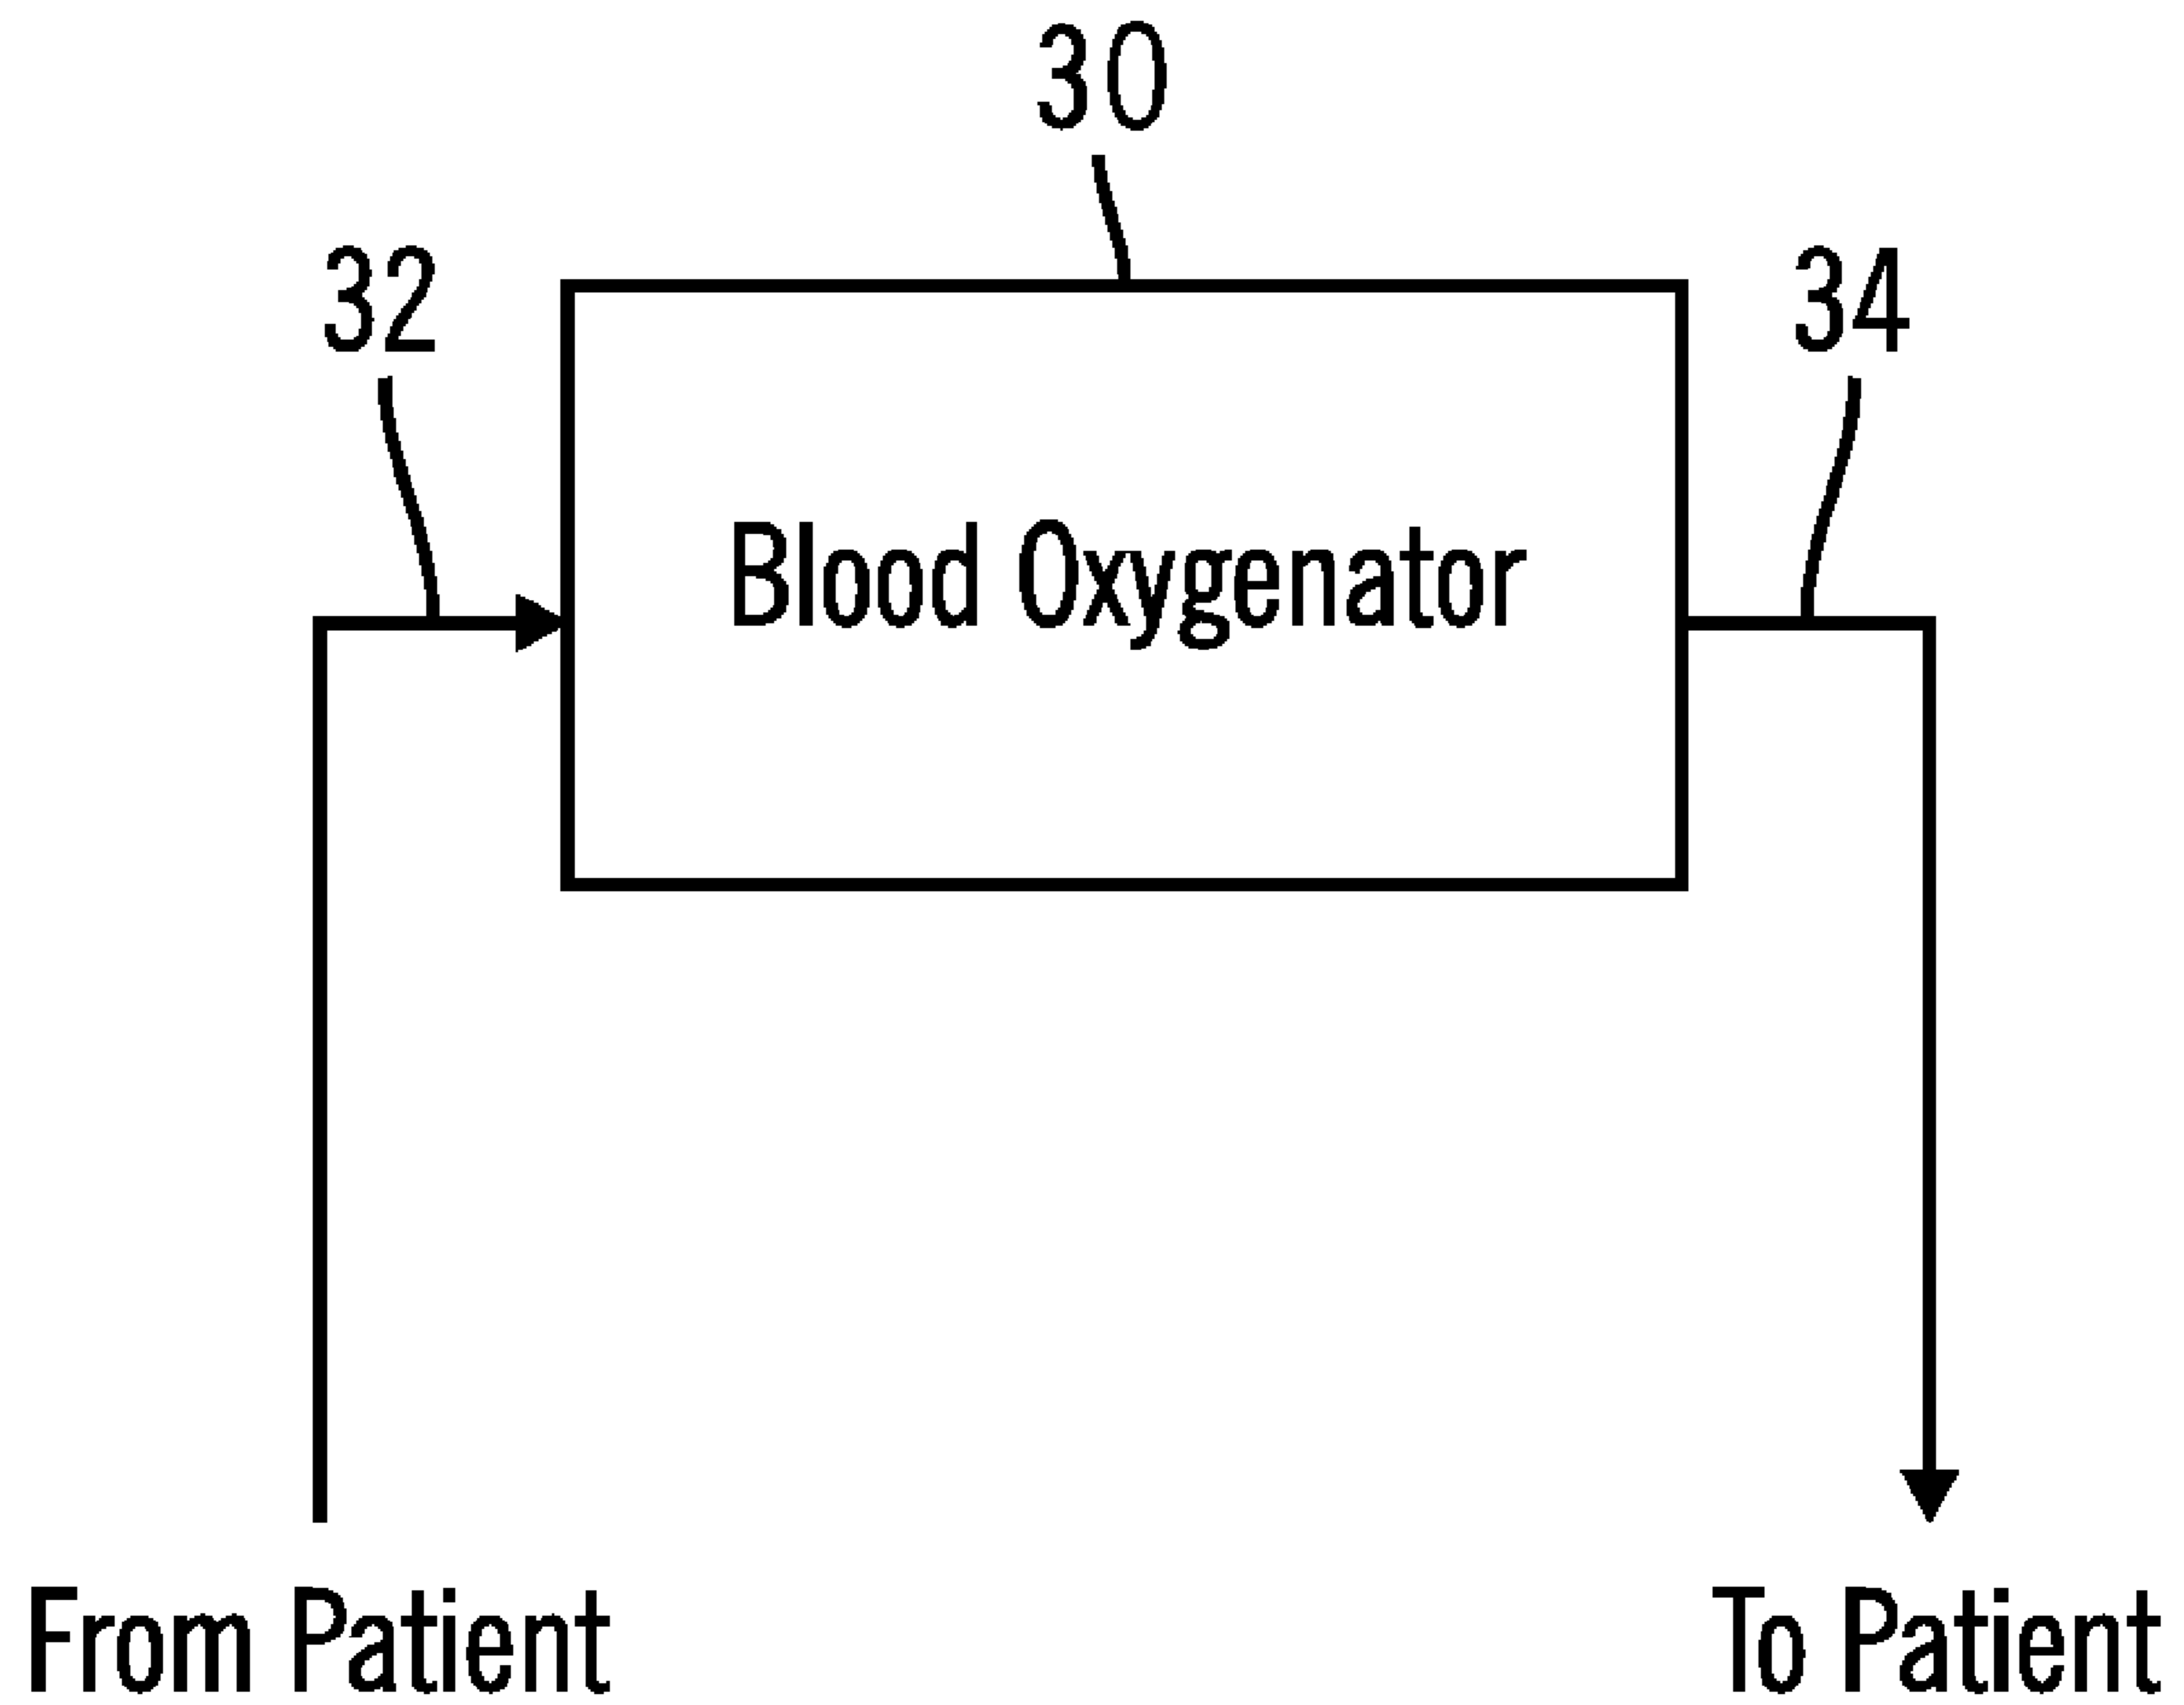 30
32
34
Blood Oxygenator
From Patient
To Patient